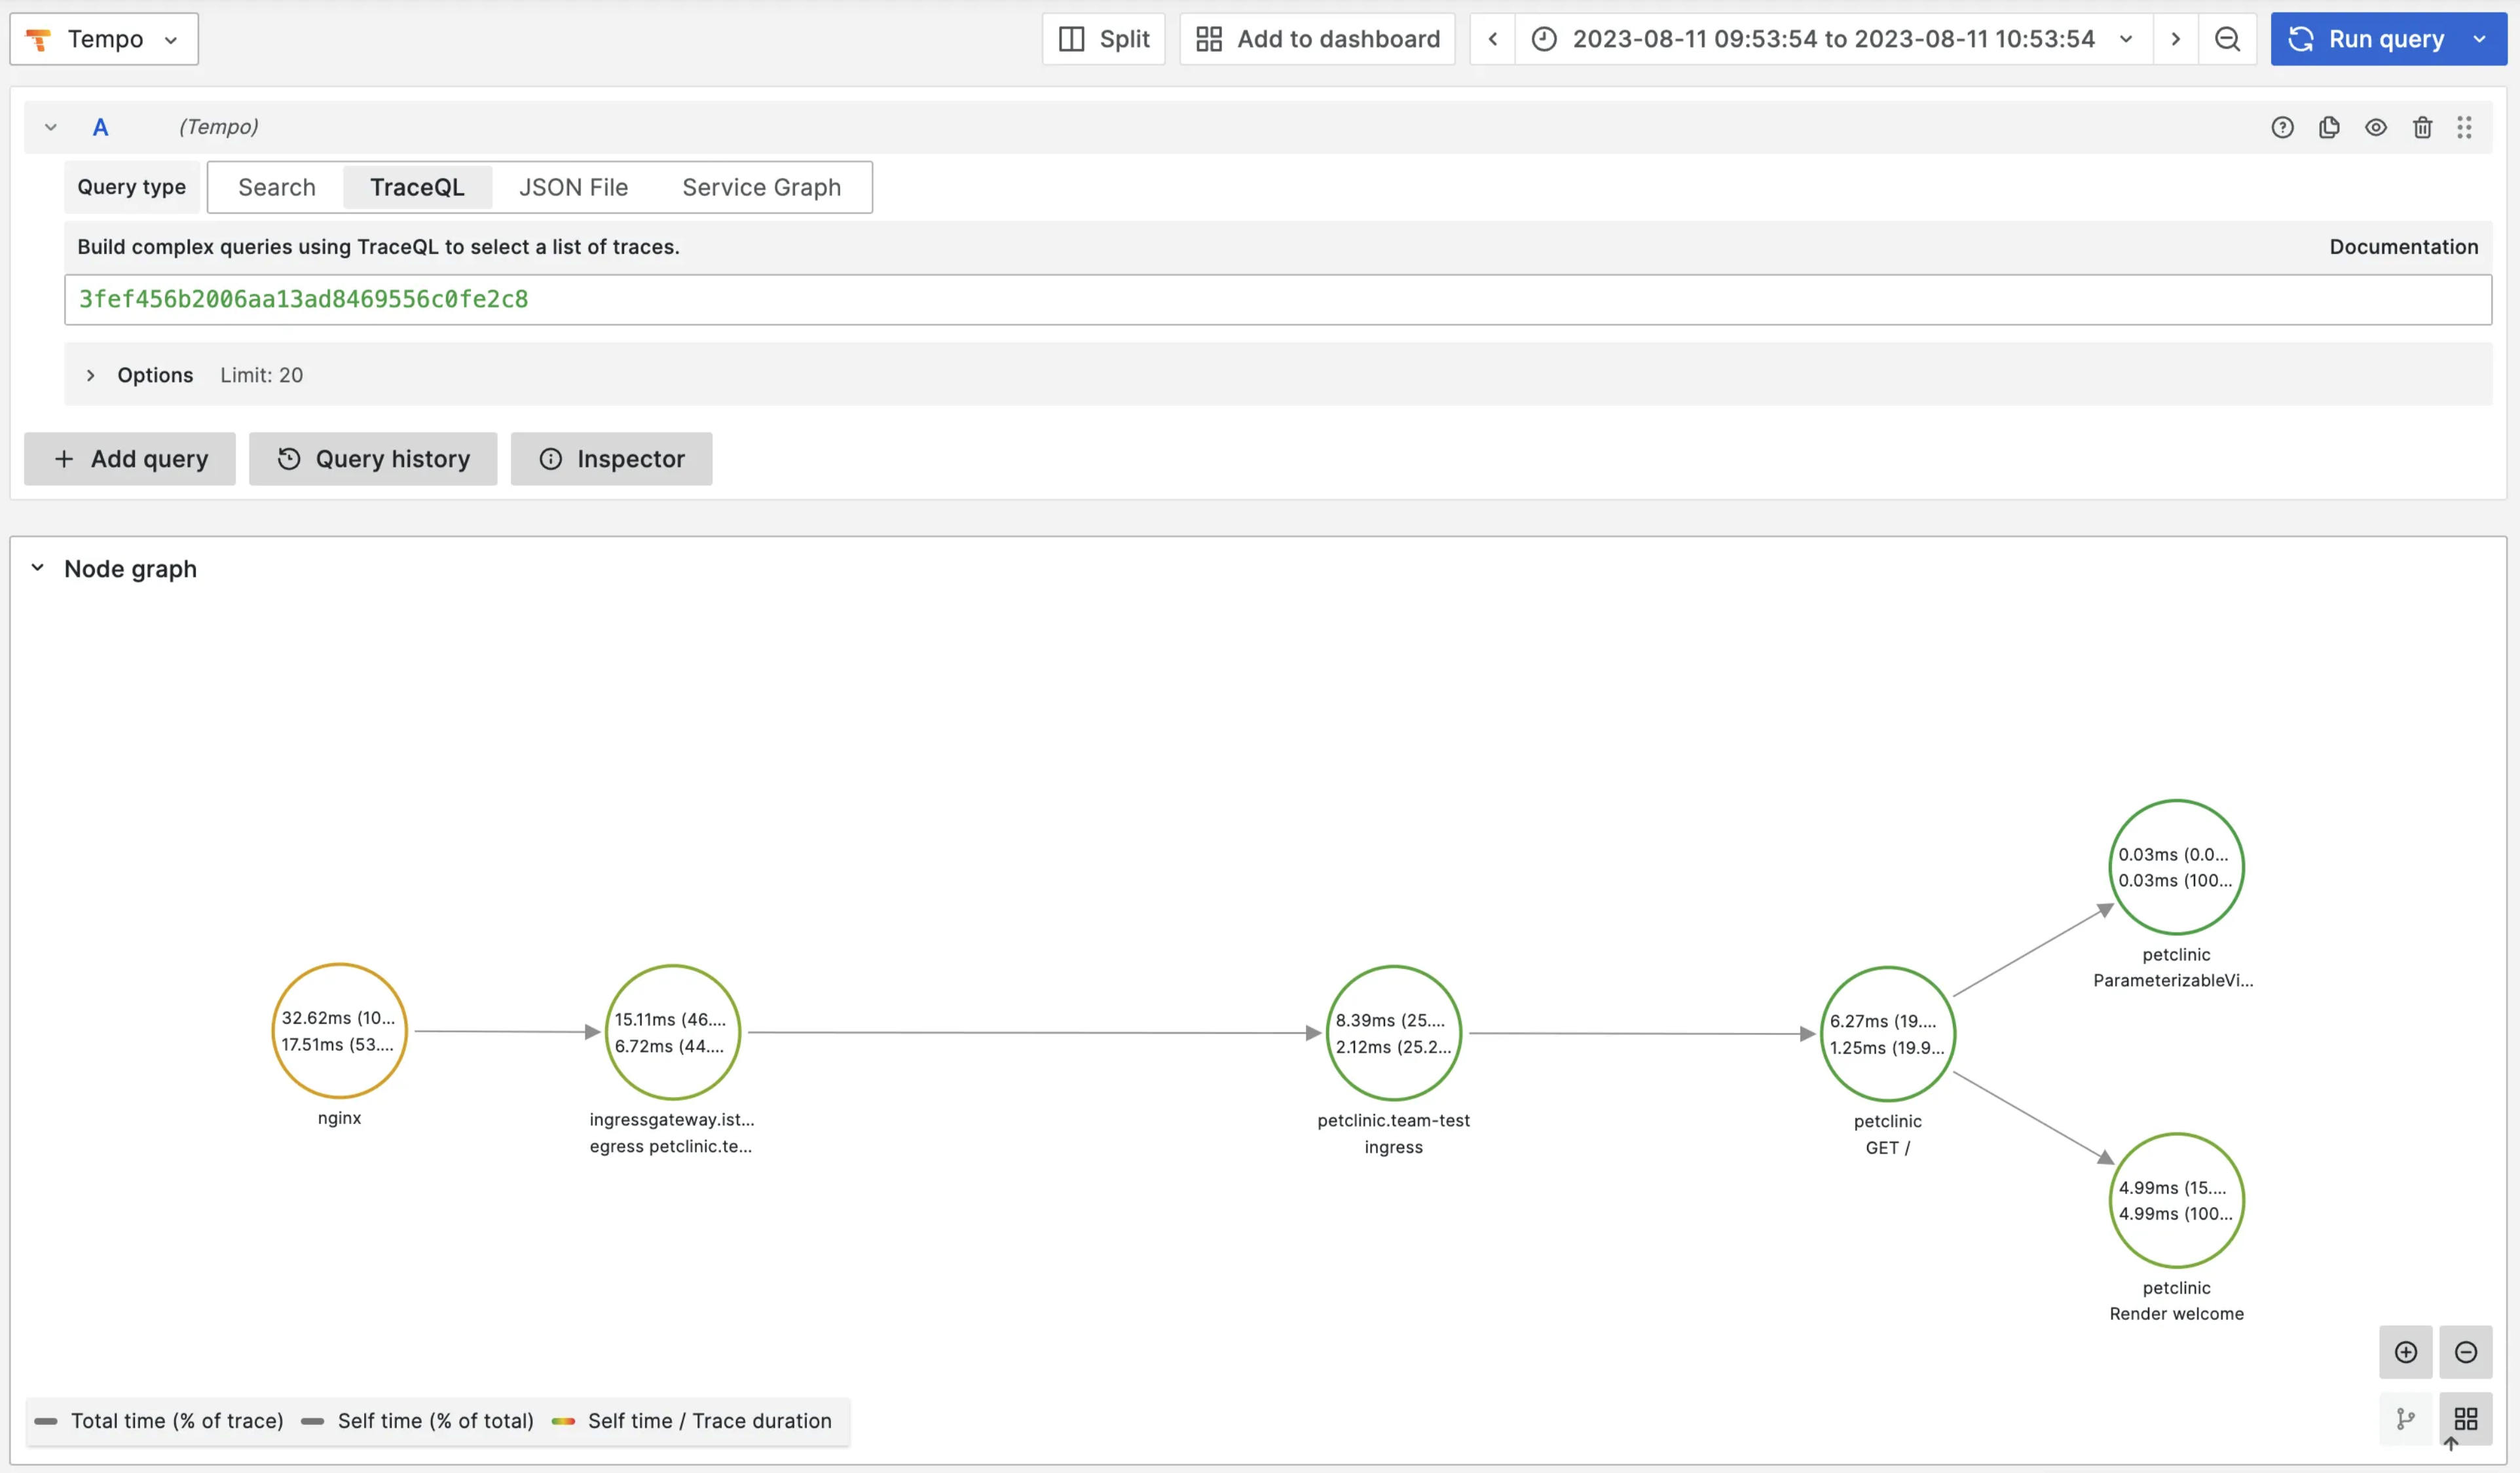 Tempo
Split
Add to dashboard
2023-08-11 09:53:54 to 2023-08-11 10:53:54
Run query
A (Tempo)
Query type
Search
TraceQL
JSON File
Service Graph
Build complex queries using TraceQL to select a list of traces.
Documentation
3fef456b2006aa13ad8469556c0fe2c8
Options Limit: 20
Add query
Query history
Inspector
Node graph
0.03ms (0.0...
0.03ms (100...
petclinic
ParameterizableVi...
32.62ms (10...
17.51ms (53....
nginx
15.11ms (46....
6.72ms (44....
ingressgateway.ist...
egress petclinic.te...
8.39ms (25....
2.12ms (25.2...
petclinic.team-test
ingress
6.27ms (19....
1.25ms (19.9...
petclinic
GET /
4.99ms (15....
4.99ms (100...
petclinic
Render welcome
Total time (% of trace)
Self time (% of total)
Self time / Trace duration